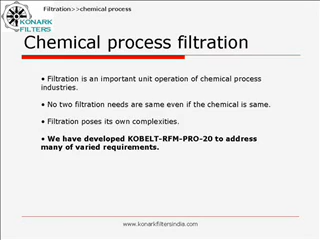 Filtration>>chemical process
KONARK
FILTERS
Chemical process filtration
• Filtration is an important unit operation of chemical process
industries.
• No two filtration needs are same even if the chemical is same.
• Filtration poses its own complexities.
• We have developed KOBELT-RFM-PRO-20 to address
many of varied requirements.
www.konarkfiltersindia.com